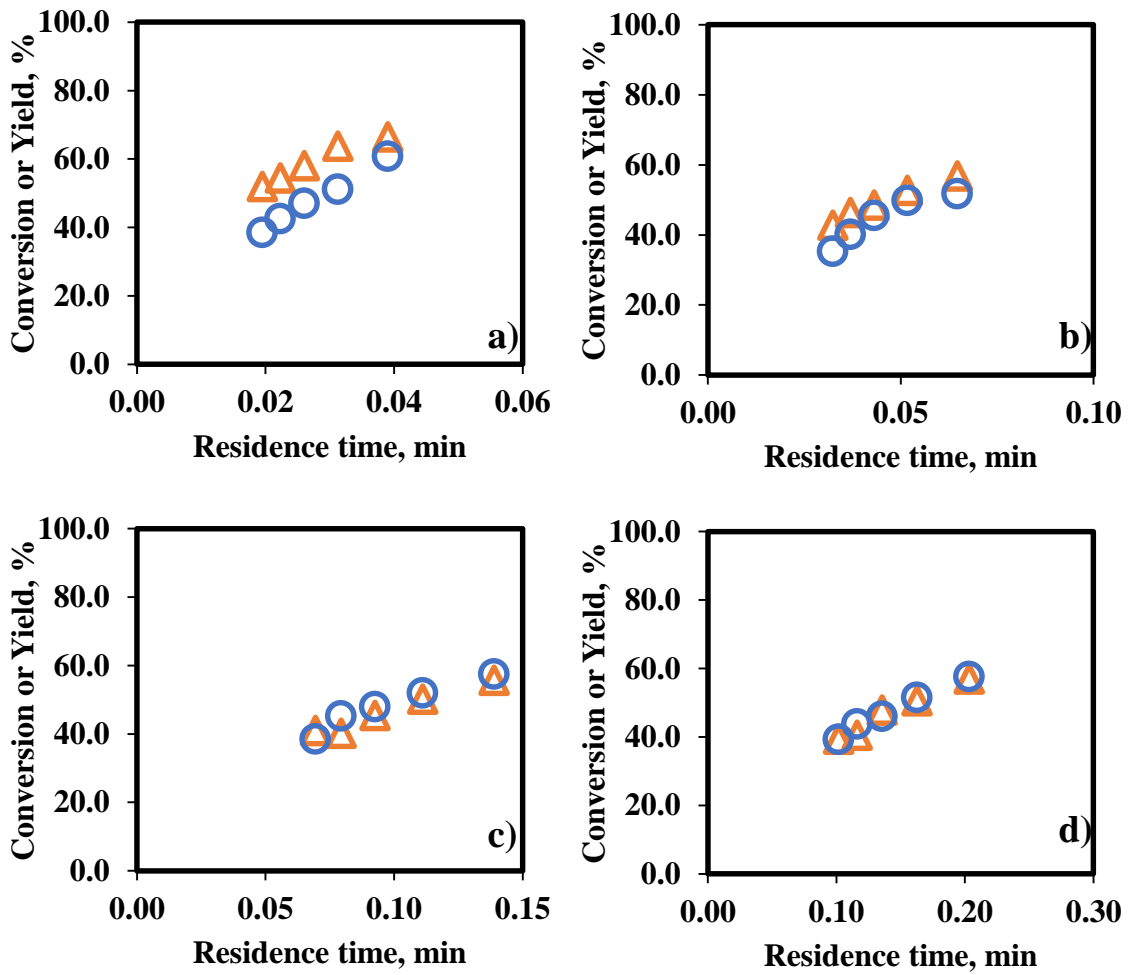 100.0
80.0
60.0
40.0
20.0
0.0
0.00 0.02 0.04 0.06
Conversion or Yield, %
Residence time, min
a)
100.0
80.0
60.0
40.0
20.0
0.0
0.00 0.05 0.10
Conversion or Yield, %
Residence time, min
b)
100.0
80.0
60.0
40.0
20.0
0.0
0.00 0.05 0.10 0.15
Conversion or Yield, %
Residence time, min
c)
100.0
80.0
60.0
40.0
20.0
0.0
0.00 0.10 0.20 0.30
Conversion or Yield, %
Residence time, min
d)